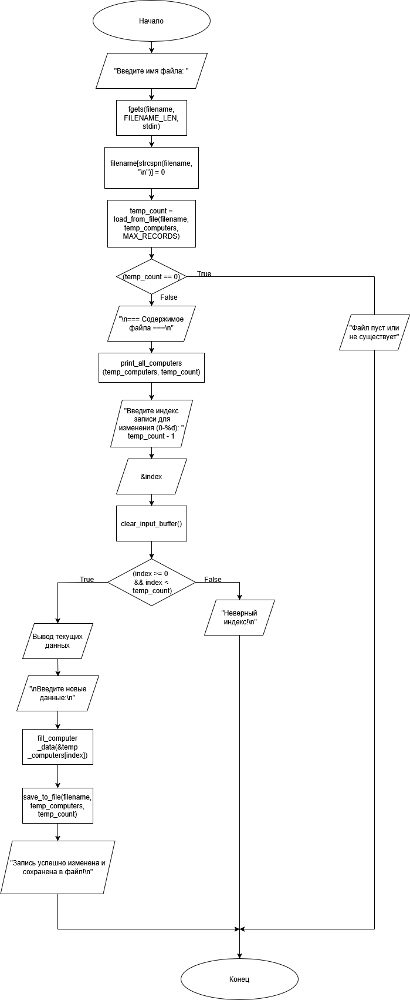 Начало
"Введите имя файла: "
fgets(filename,
FILENAME_LEN,
stdin)
filename[strcspn(filename,
"\n")] = 0
temp_count =
load_from_file(filename,
temp_computers,
MAX_RECORDS)
(temp_count == 0)
True
False
"\n=== Содержимое
файла ===\n"
"Файл пуст или
не существует"
print_all_computers
(temp_computers, temp_count)
"Введите индекс
записи для
изменения (0-%d): ",
temp_count - 1
&index
clear_input_buffer()
(index >= 0
&& index <
temp_count)
True
False
"Неверный
индекс!\n"
Вывод текущих
данных
"\nВведите новые
данные:\n"
fill_computer
_data(&temp
_computers[index])
save_to_file(filename,
temp_computers,
temp_count)
"Запись успешно изменена и
сохранена в файл!\n"
Конец